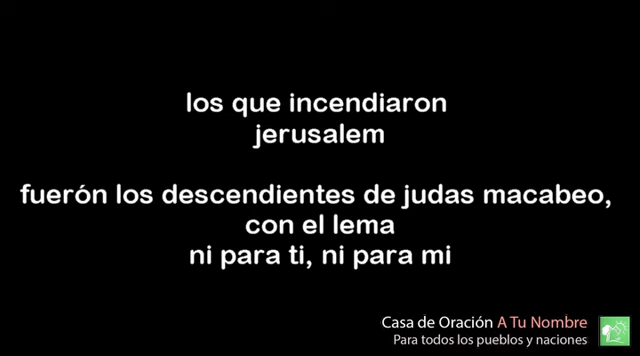 los que incendiaron
jerusalem
fuerón los descendientes de judas macabeo,
con el lema
ni para ti, ni para mi
Casa de Oración A Tu Nombre
Para todos los pueblos y naciones